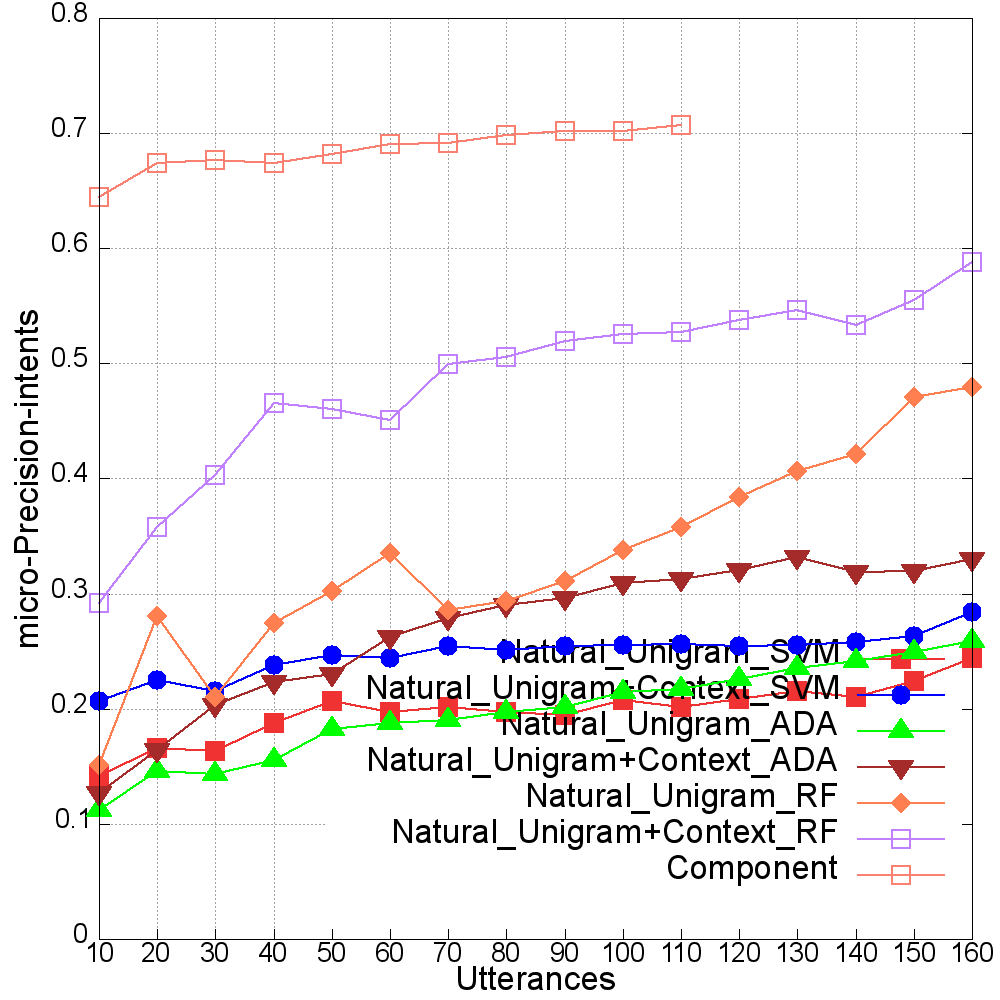 0.8
0.7
0.6
0.5
0.4
0.3
0.2
0.1
0
micro-Precision-intents
Natural_Unigram_SVM
Natural_Unigram+Context_SVM
Natural_Unigram_ADA
Natural_Unigram+Context_ADA
Natural_Unigram_RF
Natural_Unigram+Context_RF
Component
10 20 30 40 50 60 70 80 90 100 110 120 130 140 150 160
Utterances